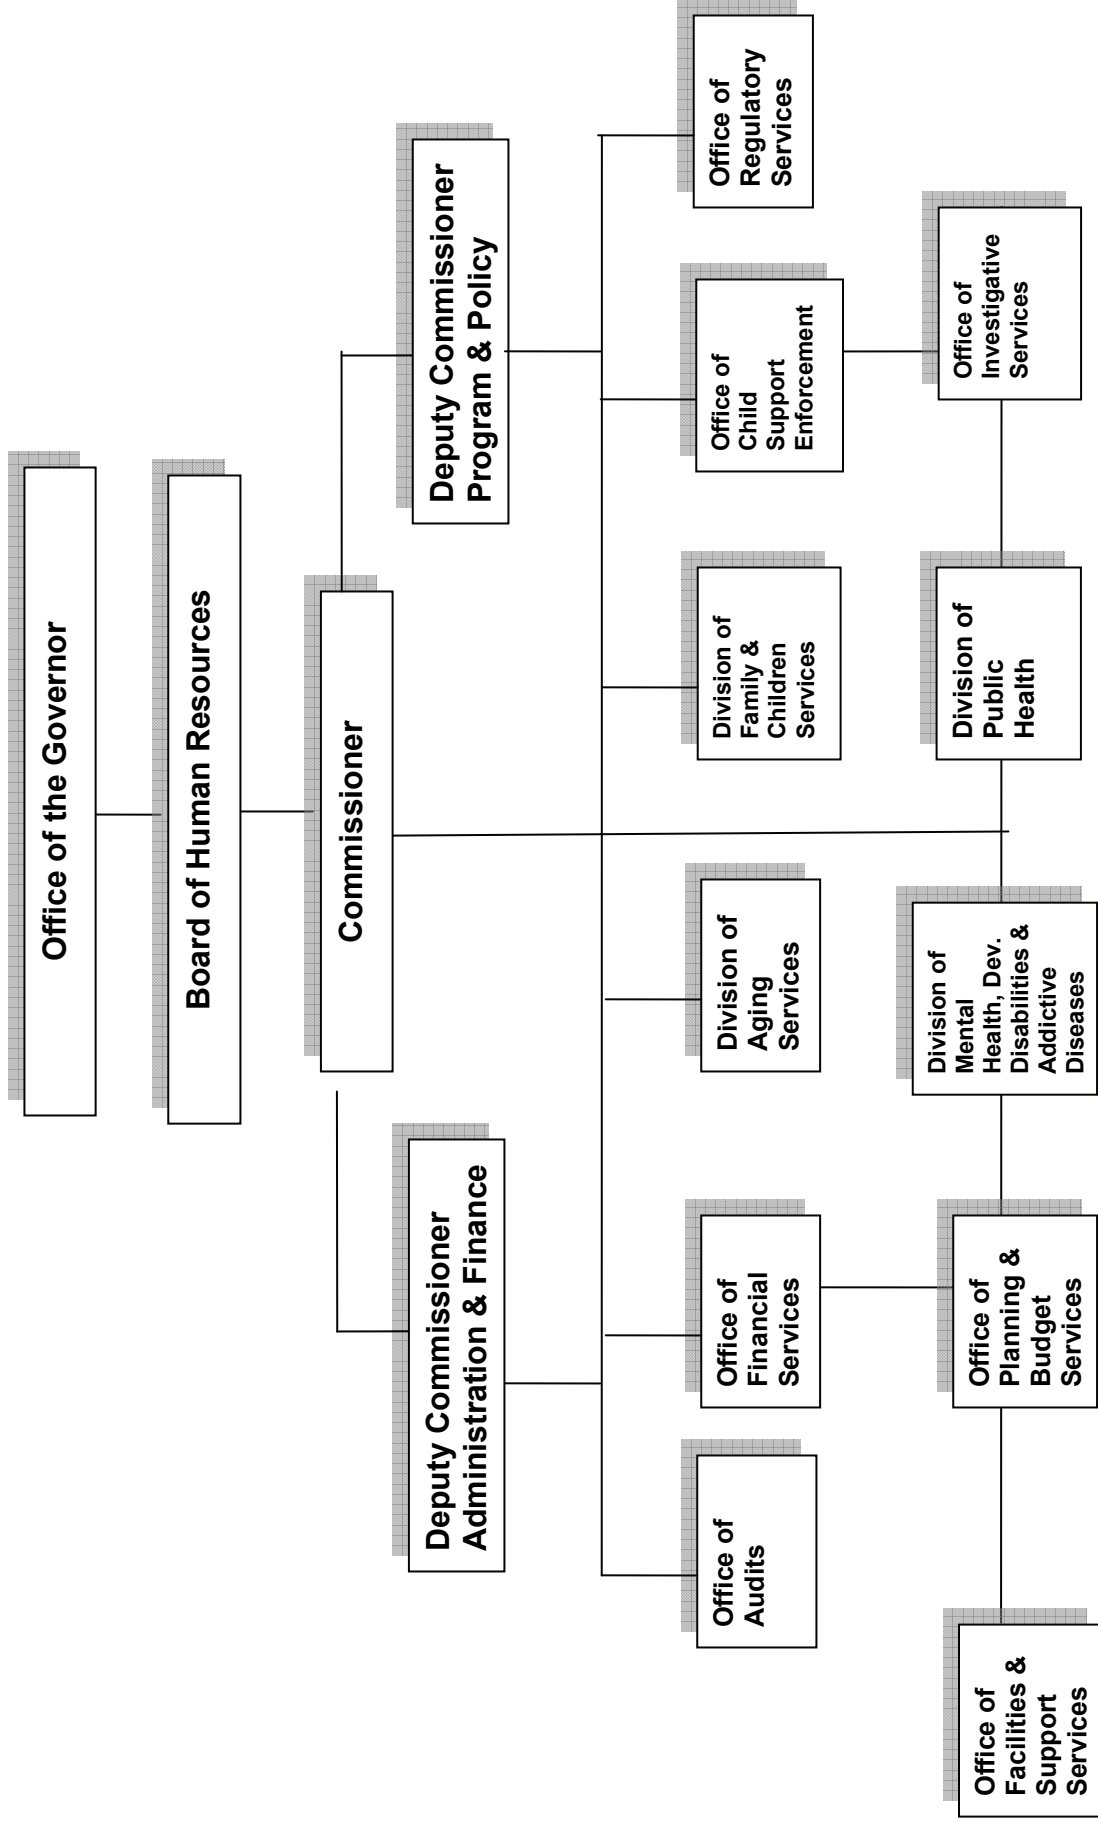 Office of the Governor
Board of Human Resources
Commissioner
Deputy Commissioner
Administration & Finance
Deputy Commissioner
Program & Policy
Office of
Audits
Office of
Financial
Services
Division of
Aging
Services
Division of
Family &
Children
Services
Office of
Child
Support
Enforcement
Office of
Regulatory
Services
Office of
Facilities &
Support
Services
Office of
Planning &
Budget
Services
Division of
Mental
Health, Dev.
Disabilities &
Addictive
Diseases
Division of
Public
Health
Office of
Investigative
Services